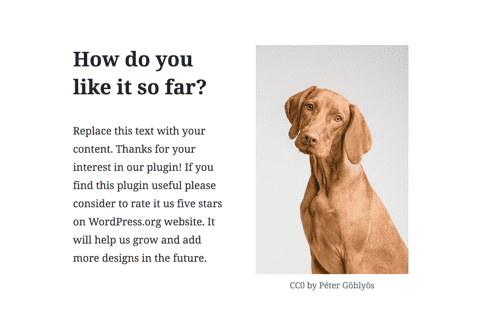 How do you
like it so far?
Replace this text with your
content. Thanks for your
interest in our plugin! If you
find this plugin useful please
consider to rate it us five stars
on WordPress.org website. It
will help us grow and add
more designs in the future.
CC0 by Péter Göblyös